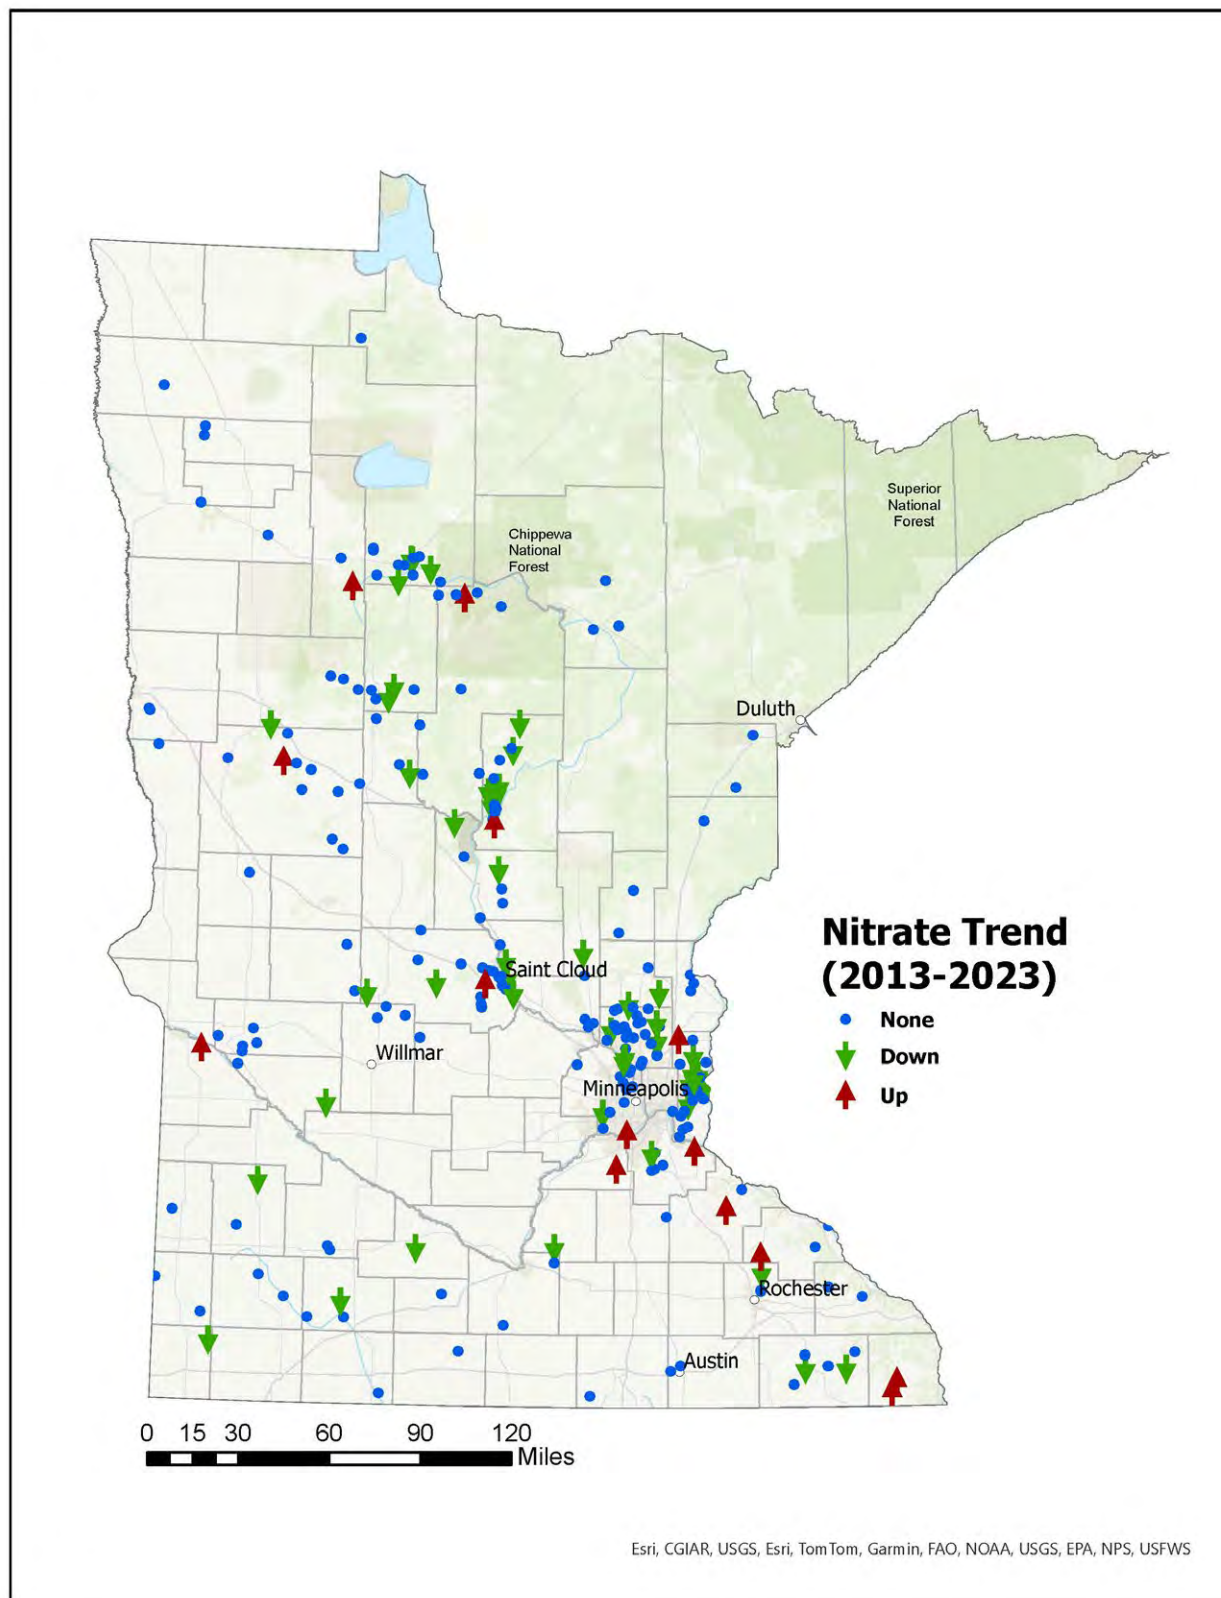 Chippewa
National
Forest
Superior
National
Forest
Duluth
Saint Cloud
Willmar
Minneapolis
Rochester
Austin
Nitrate Trend
(2013-2023)
None
Down
Up
0 15 30 60 90 120
Miles
Esri, CGIAR, USGS, Esri, TomTom, Garmin, FAO, NOAA, USGS, EPA, NPS, USFWS